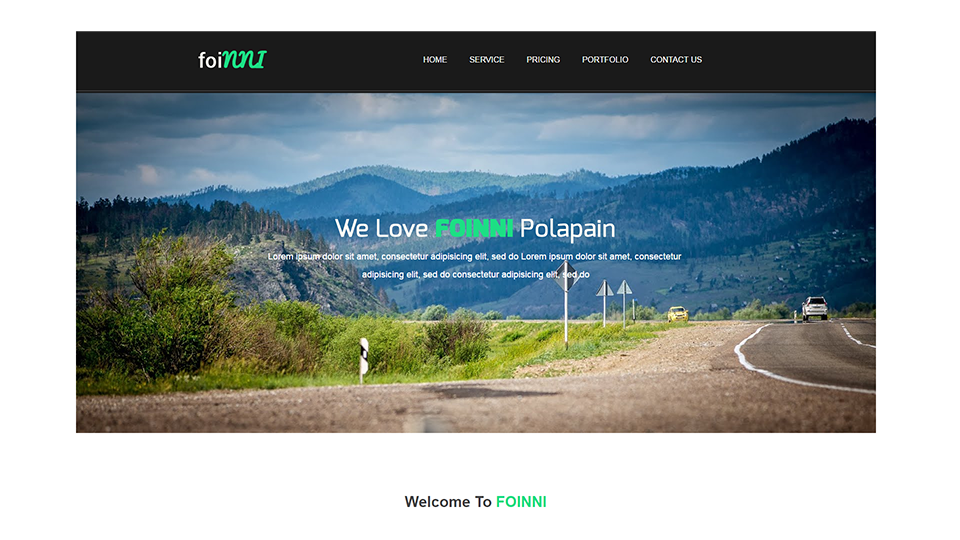 foiNNI
HOME SERVICE PRICING PORTFOLIO CONTACT US
We Love FOINNI Polapain
Lorem ipsum dolor sit amet, consectetur adipisicing elit, sed do Lorem ipsum dolor sit amet, consectetur
adipisicing elit, sed do consectetur adipisicing elit, sed do
Welcome To FOINNI